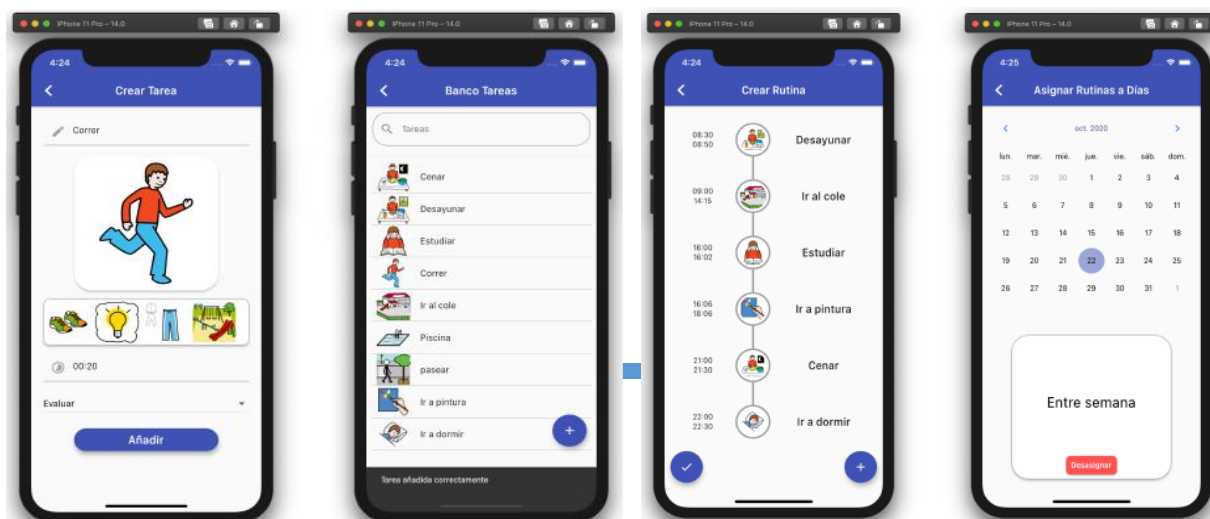 iPhone 11 Pro – 14.0
4:24
Crear Tarea
Correr
00:20
Evaluar
Añadir
iPhone 11 Pro – 14.0
4:24
Banco Tareas
Tareas
Cenar
Desayunar
Estudiar
Correr
Ir al cole
Piscina
pasear
Ir a pintura
Ir a dormir
+
Tarea añadida correctamente
iPhone 11 Pro – 14.0
4:24
Crear Rutina
08:30
08:50
Desayunar
09:00
14:15
Ir al cole
16:00
16:02
Estudiar
16:06
18:06
Ir a pintura
21:00
21:30
Cenar
22:00
22:30
Ir a dormir
+
iPhone 11 Pro – 14.0
4:25
Asignar Rutinas a Días
oct. 2020
lun. mar. mié. jue. vie. sáb. dom.
28 29 30 1 2 3 4
5 6 7 8 9 10 11
12 13 14 15 16 17 18
19 20 21 22 23 24 25
26 27 28 29 30 31 1
Entre semana
Desasignar